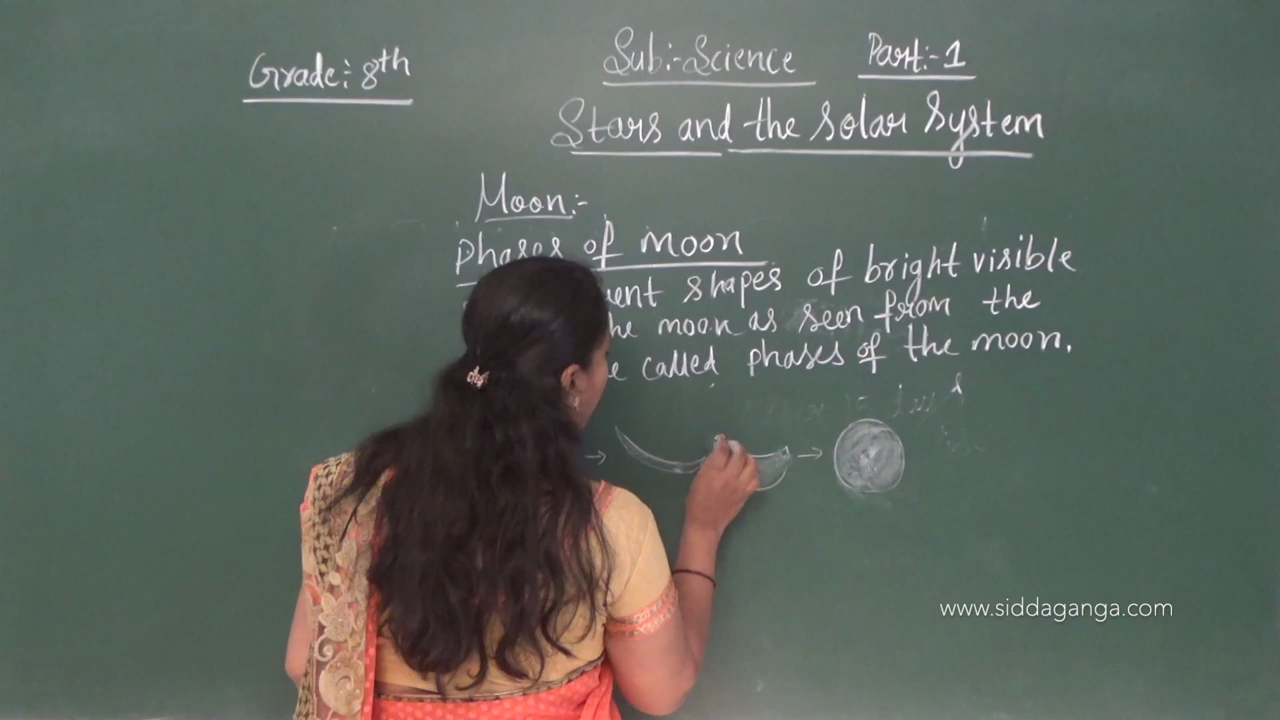 Grade:- 8th
Sub:- Science Part:-1
Stars and the solar System
Moon:-
phases of moon
shapes of bright visible
the moon as seen from the
called phases of the moon.
www.siddaganga.com